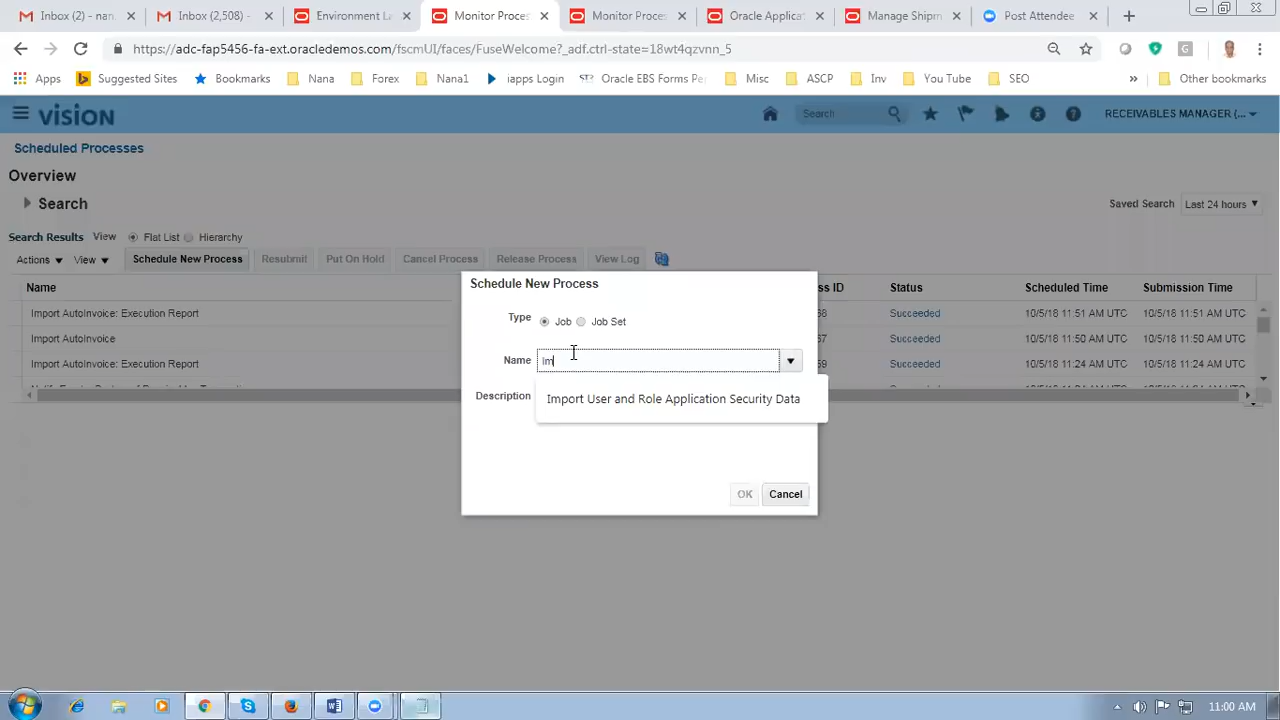 Inbox (2) - nan
Inbox (2,508) -
Environment L
Monitor Proces
Monitor Proce
Oracle Applica
Manage Shipm
Post Attendee
https://adc-fap5456-fa-ext.oracledemos.com/fscmUI/faces/FuseWelcome?_adf.ctrl-state=18wt4qzvnn_5
Apps
Suggested Sites
Bookmarks
Nana
Forex
Nana1
iapps Login
Oracle EBS Forms Pe
Misc
ASCP
Inv
You Tube
SEO
Other bookmarks
VISION
Search
RECEIVABLES MANAGER (...
Scheduled Processes
Overview
Search
Saved Search
Last 24 hours
Search Results
View
Flat List
Hierarchy
Actions
View
Schedule New Process
Resubmit
Put On Hold
Cancel Process
Release Process
View Log
Name
ss ID
Status
Scheduled Time
Submission Time
Import AutoInvoice: Execution Report
Succeeded
10/5/18 11:51 AM UTC
10/5/18 11:51 AM UTC
Import AutoInvoice
Succeeded
10/5/18 11:50 AM UTC
10/5/18 11:50 AM UTC
Import AutoInvoice: Execution Report
Succeeded
10/5/18 11:24 AM UTC
10/5/18 11:24 AM UTC
Schedule New Process
Type
Job
Job Set
Name
im
Import User and Role Application Security Data
Description
OK
Cancel
11:00 AM